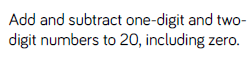 Add and subtract one-digit and two-
digit numbers to 20, including zero.